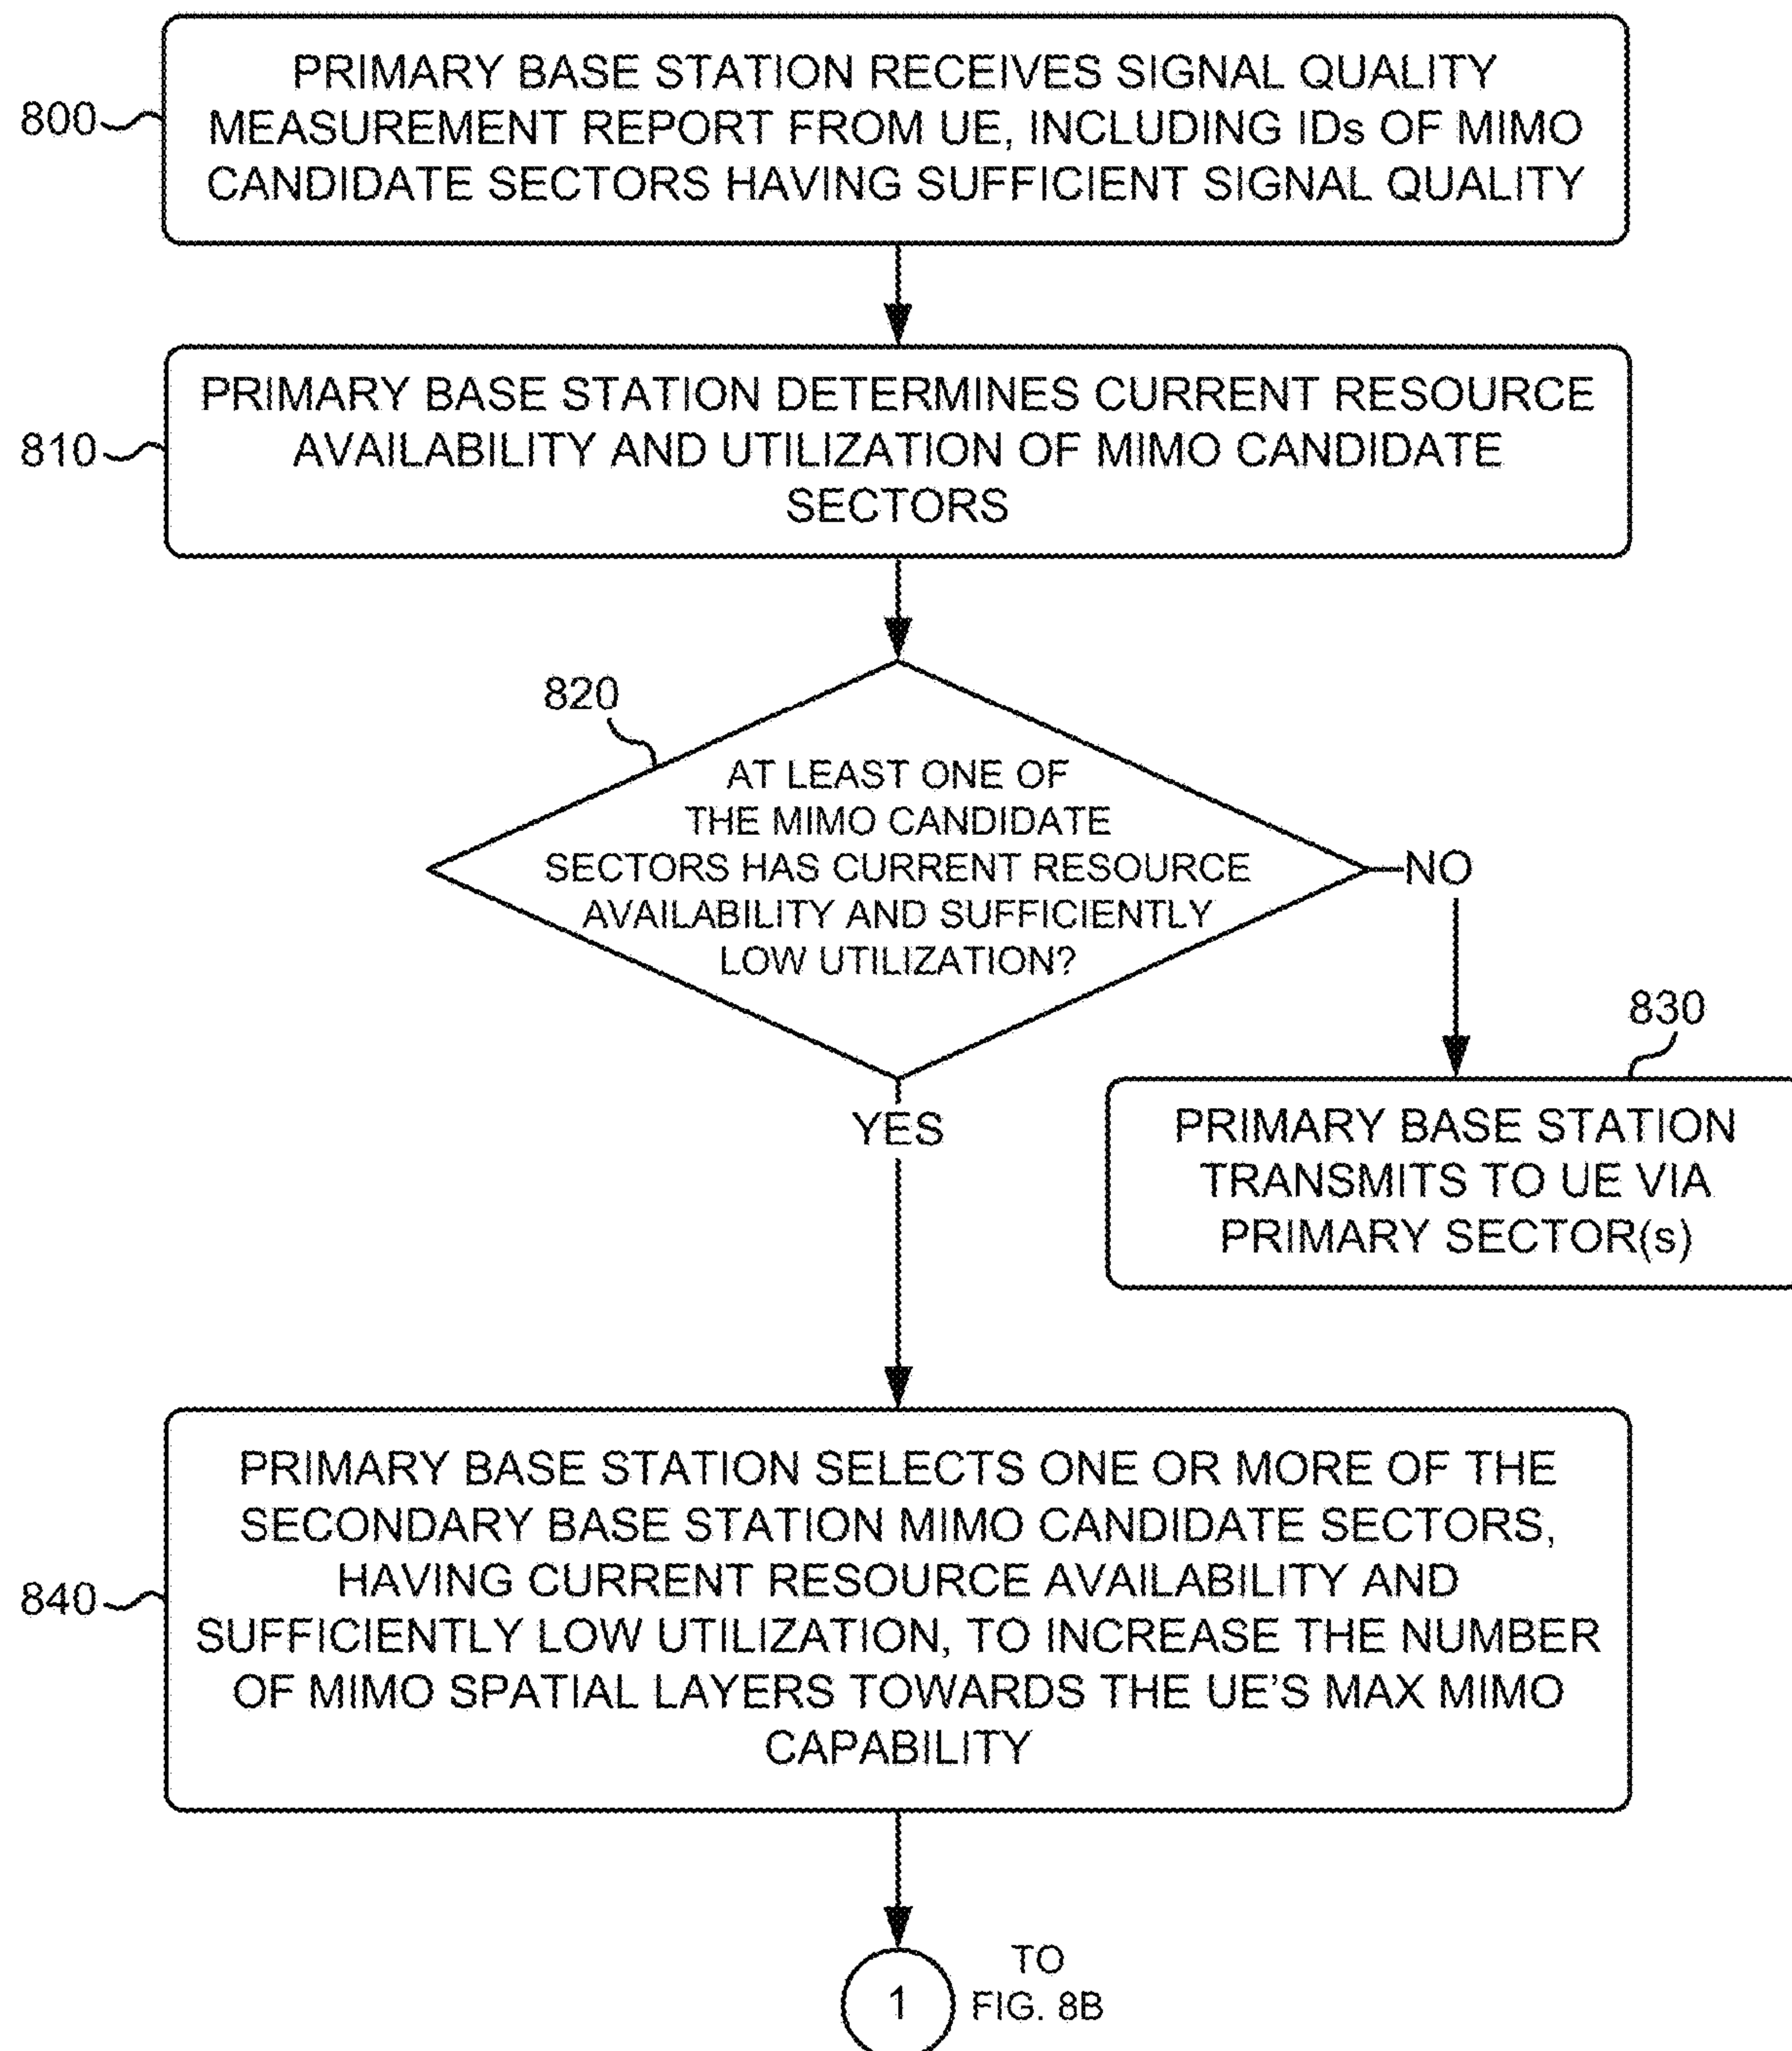 800
PRIMARY BASE STATION RECEIVES SIGNAL QUALITY
MEASUREMENT REPORT FROM UE, INCLUDING IDs OF MIMO
CANDIDATE SECTORS HAVING SUFFICIENT SIGNAL QUALITY
810
PRIMARY BASE STATION DETERMINES CURRENT RESOURCE
AVAILABILITY AND UTILIZATION OF MIMO CANDIDATE
SECTORS
820
AT LEAST ONE OF
THE MIMO CANDIDATE
SECTORS HAS CURRENT RESOURCE
AVAILABILITY AND SUFFICIENTLY
LOW UTILIZATION?
NO
830
PRIMARY BASE STATION
TRANSMITS TO UE VIA
PRIMARY SECTOR(s)
YES
840
PRIMARY BASE STATION SELECTS ONE OR MORE OF THE
SECONDARY BASE STATION MIMO CANDIDATE SECTORS,
HAVING CURRENT RESOURCE AVAILABILITY AND
SUFFICIENTLY LOW UTILIZATION, TO INCREASE THE NUMBER
OF MIMO SPATIAL LAYERS TOWARDS THE UE'S MAX MIMO
CAPABILITY
1
TO
FIG. 8B